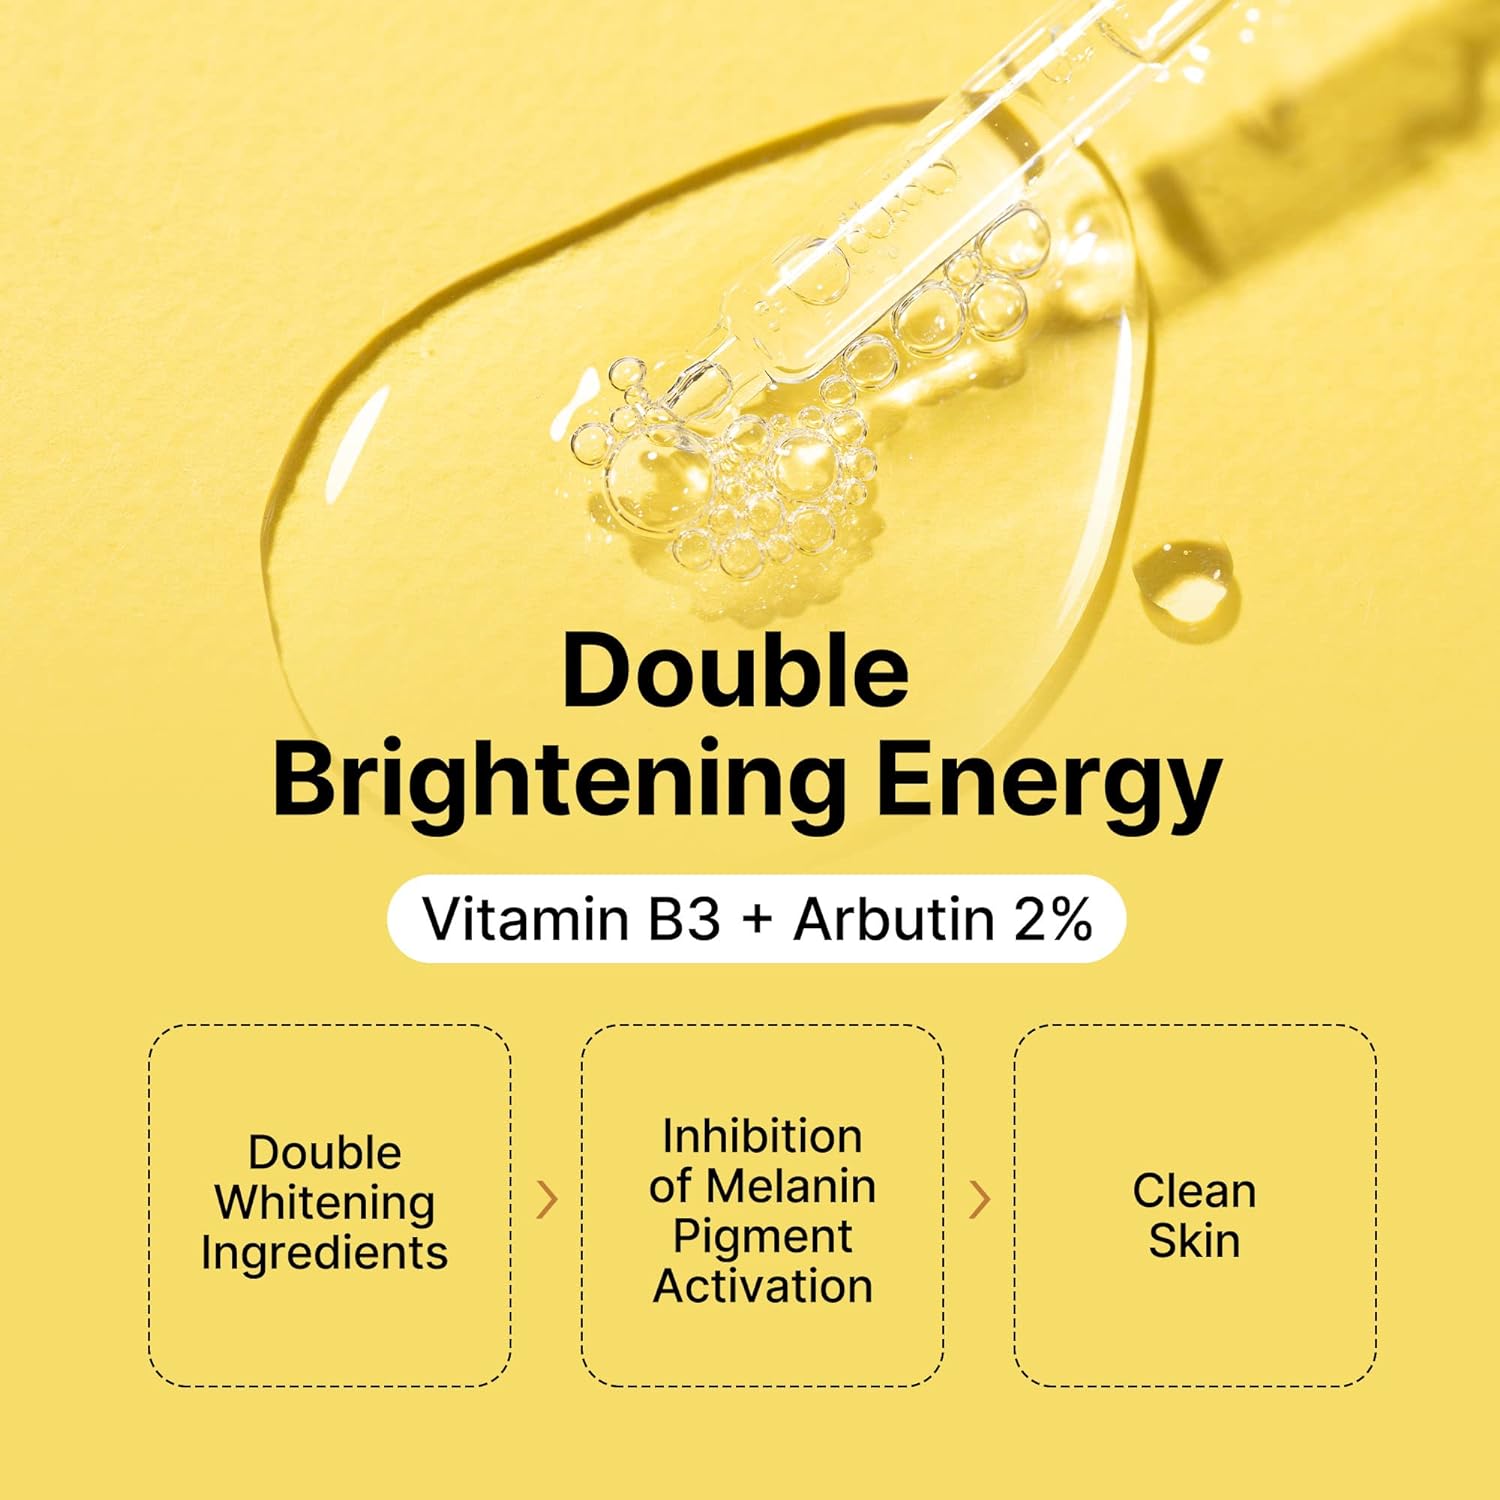 Double
Brightening Energy
Vitamin B3 + Arbutin 2%
Double
Whitening
Ingredients
Inhibition
of Melanin
Pigment
Activation
Clean
Skin